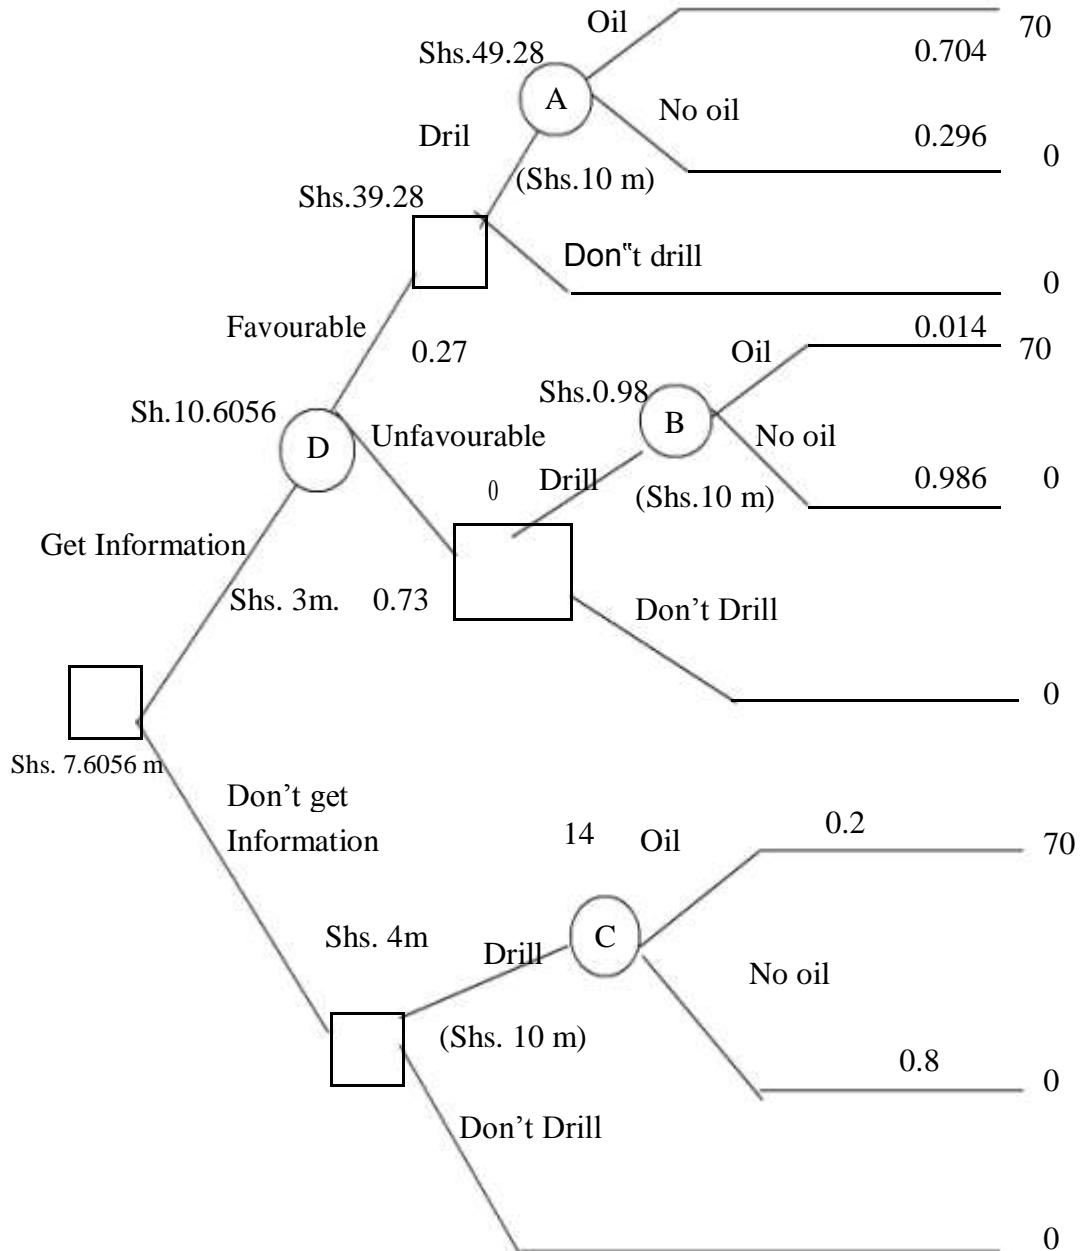 Oil
70
Shs.49.28
0.704
A
No oil
Dril
0.296
0
(Shs.10 m)
Shs.39.28
Don‟t drill
0
Favourable
0.014
0.27
Oil
70
Shs.0.98
Sh.10.6056
B
D
Unfavourable
No oil
0
Drill
0.986
0
(Shs.10 m)
Get Information
Shs. 3m.
0.73
Don’t Drill
0
Shs. 7.6056 m
Don’t get
Information
14
Oil
0.2
70
Shs. 4m
Drill
C
No oil
(Shs. 10 m)
0.8
0
Don’t Drill
0